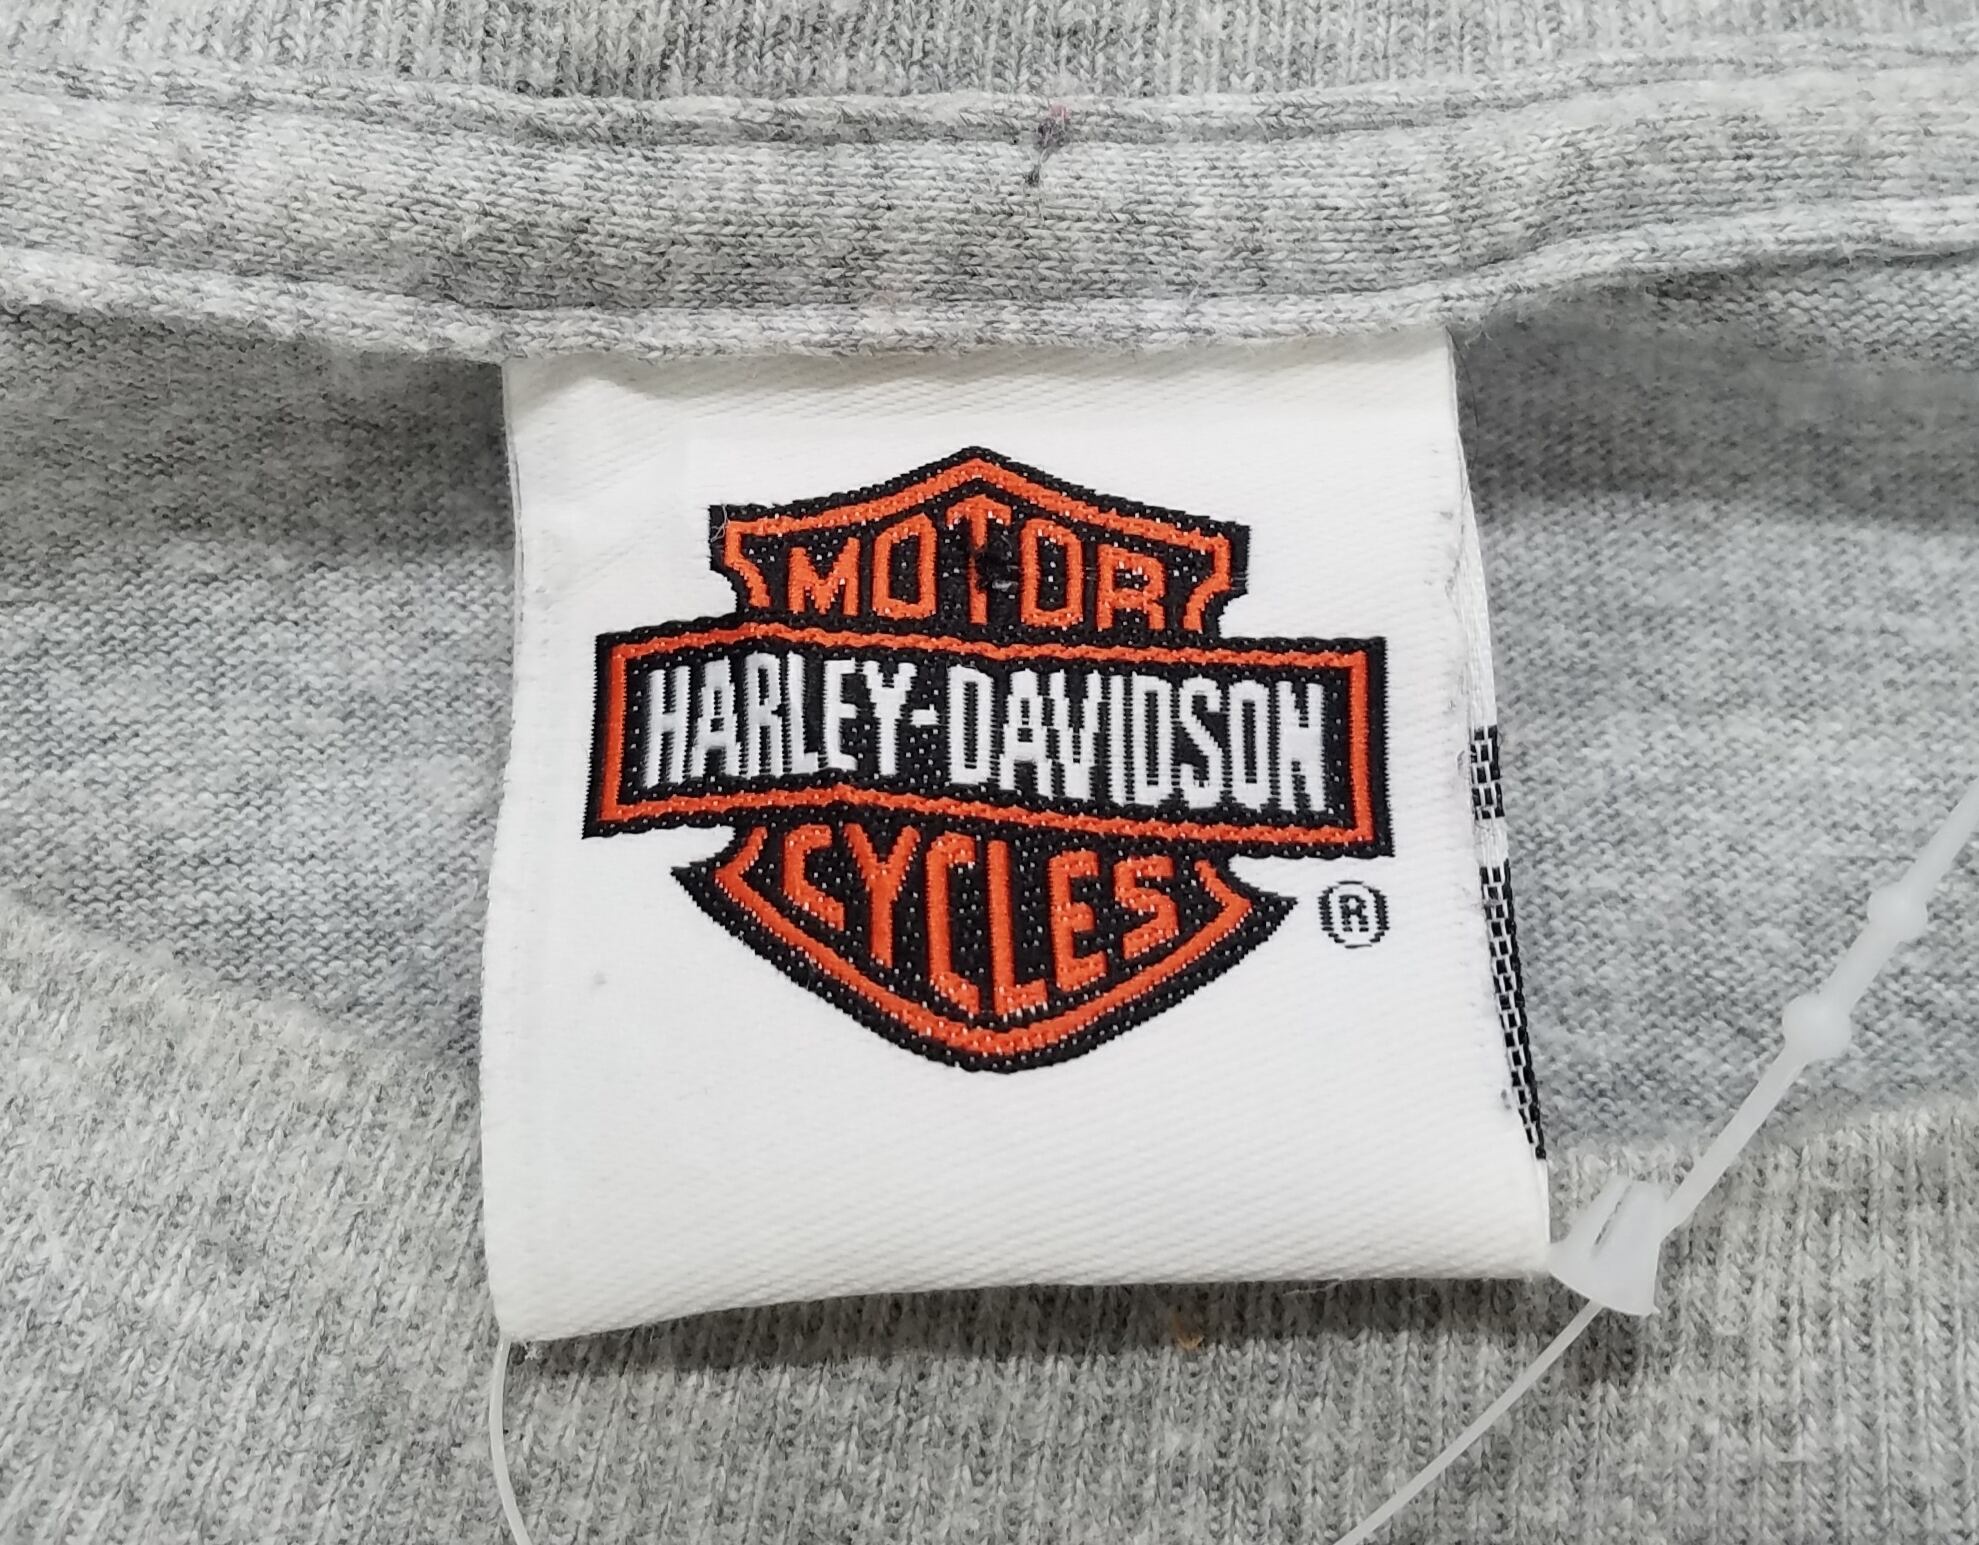 MOTOR
HARLEY-DAVIDSON
CYCLES
®